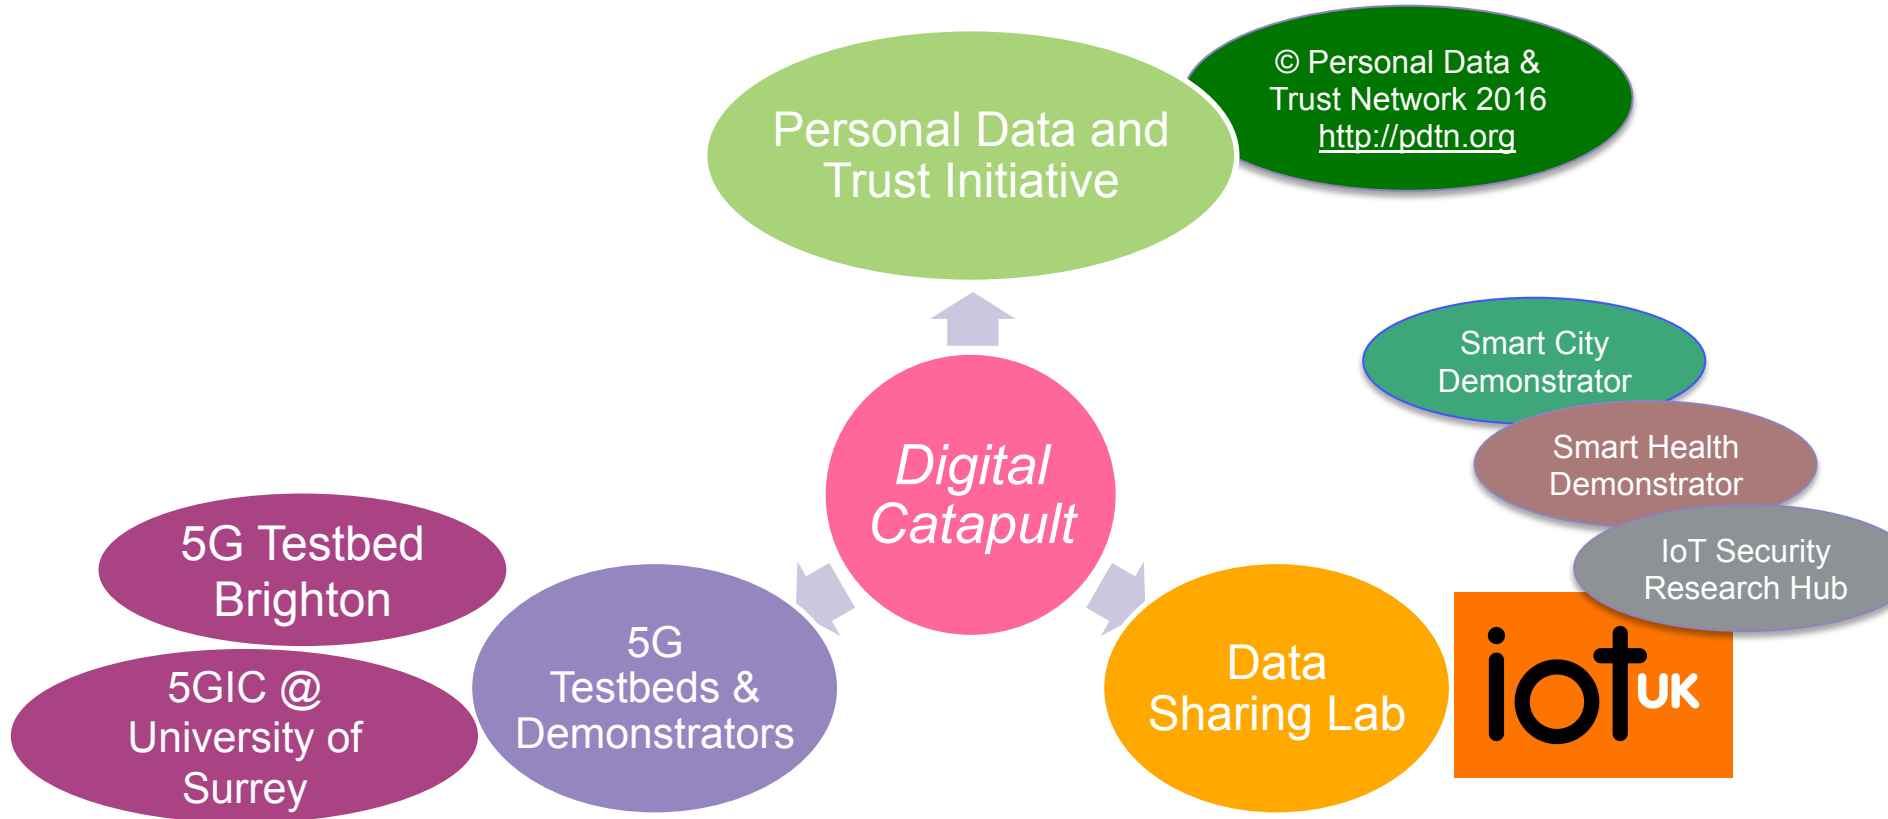 © Personal Data &
Trust Network 2016
http://pdtn.org
Personal Data and
Trust Initiative
Smart City
Demonstrator
Smart Health
Demonstrator
IoT Security
Research Hub
Digital
Catapult
5G Testbed
Brighton
5GIC @
University of
Surrey
5G
Testbeds &
Demonstrators
Data
Sharing Lab
iot UK